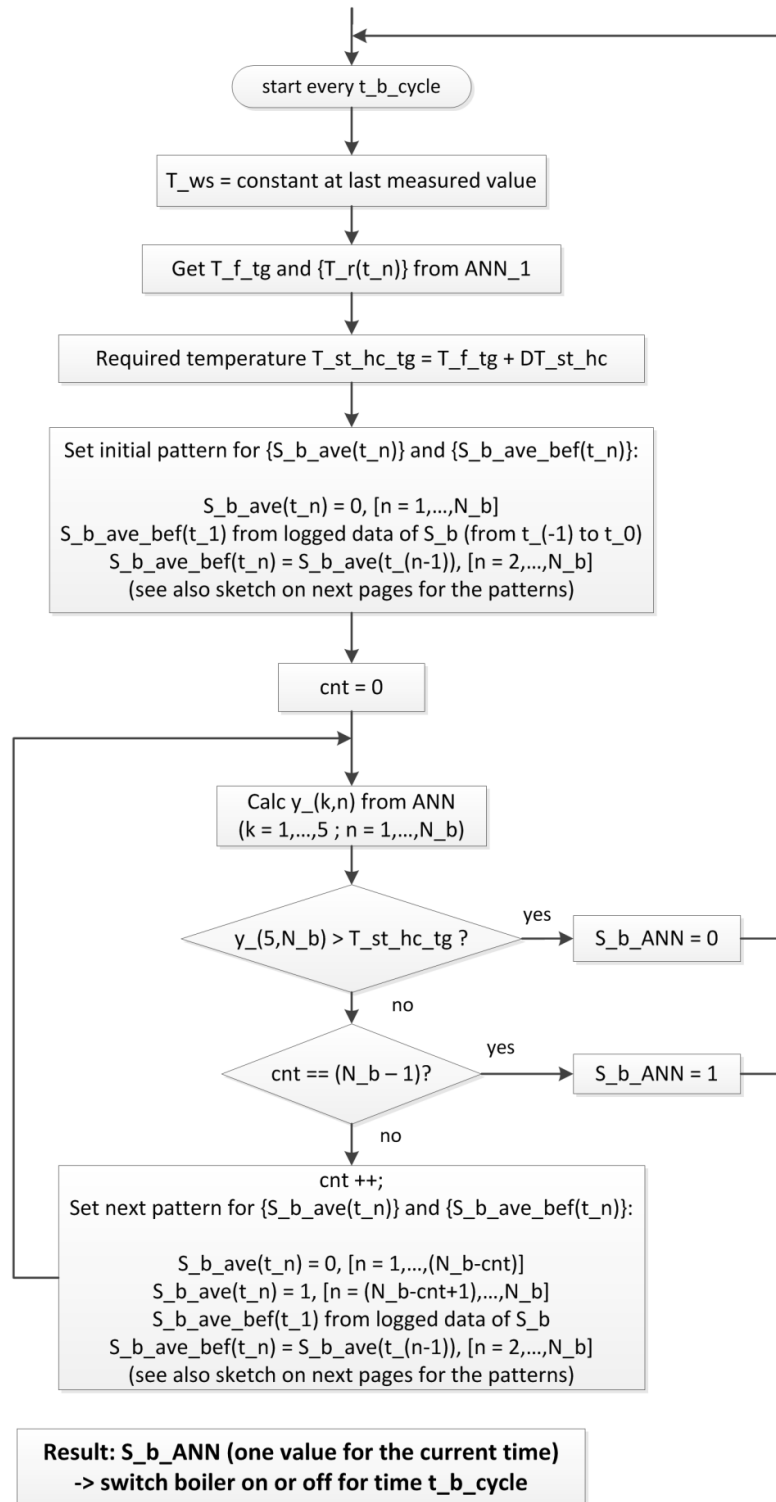 start every t_b_cycle
T_ws = constant at last measured value
Get T_f_tg and {T_r(t_n)} from ANN_1
Required temperature T_st_hc_tg = T_f_tg + DT_st_hc
Set initial pattern for {S_b_ave(t_n)} and {S_b_ave_bef(t_n)}:
S_b_ave(t_n) = 0, [n = 1,...,N_b]
S_b_ave_bef(t_1) from logged data of S_b (from t_(-1) to t_0)
S_b_ave_bef(t_n) = S_b_ave(t_(n-1)), [n = 2,...,N_b]
(see also sketch on next pages for the patterns)
cnt = 0
Calc y_(k,n) from ANN
(k = 1,...,5 ; n = 1,...,N_b)
y_(5,N_b) > T_st_hc_tg ?
yes
S_b_ANN = 0
no
cnt == (N_b – 1)?
yes
S_b_ANN = 1
no
cnt ++;
Set next pattern for {S_b_ave(t_n)} and {S_b_ave_bef(t_n)}:
S_b_ave(t_n) = 0, [n = 1,...,(N_b-cnt)]
S_b_ave(t_n) = 1, [n = (N_b-cnt+1),...,N_b]
S_b_ave_bef(t_1) from logged data of S_b
S_b_ave_bef(t_n) = S_b_ave(t_(n-1)), [n = 2,...,N_b]
(see also sketch on next pages for the patterns)
Result: S_b_ANN (one value for the current time)
-> switch boiler on or off for time t_b_cycle